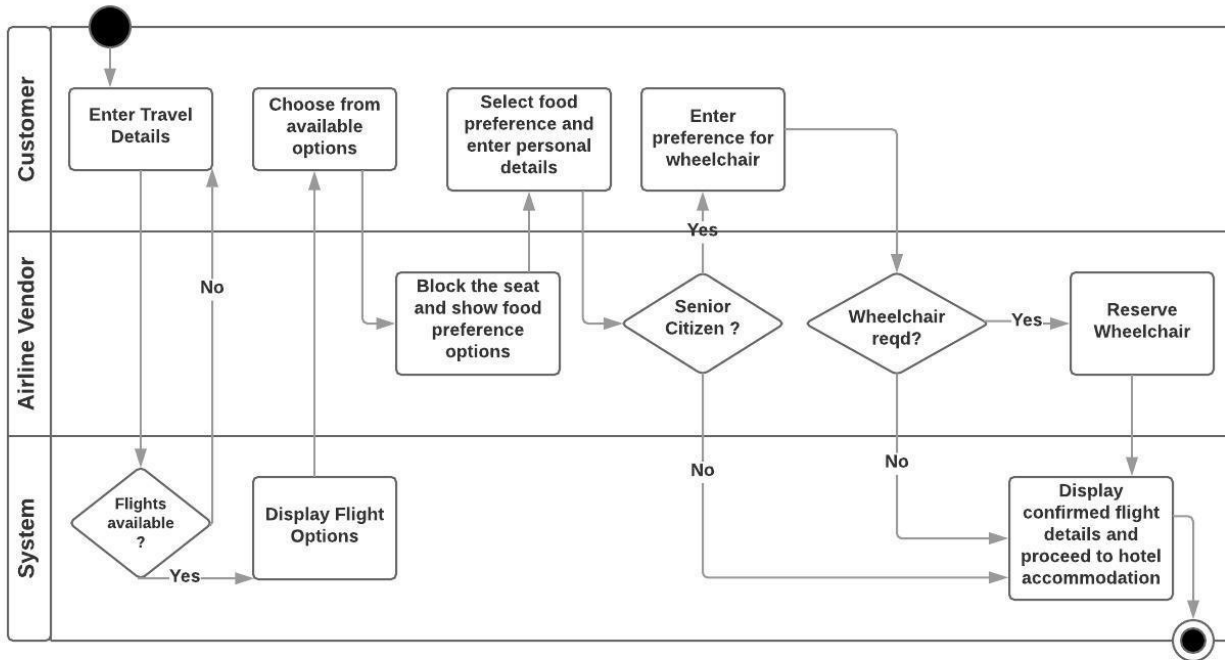 Customer
Enter Travel
Details
Choose from
available
options
Select food
preference and
enter personal
details
Enter
preference for
wheelchair
Yes
No
Airline Vendor
Block the seat
and show food
preference
options
Senior
Citizen ?
Wheelchair
reqd?
Yes
Reserve
Wheelchair
No
No
System
Flights
available
?
Yes
Display Flight
Options
Display
confirmed flight
details and
proceed to hotel
accommodation